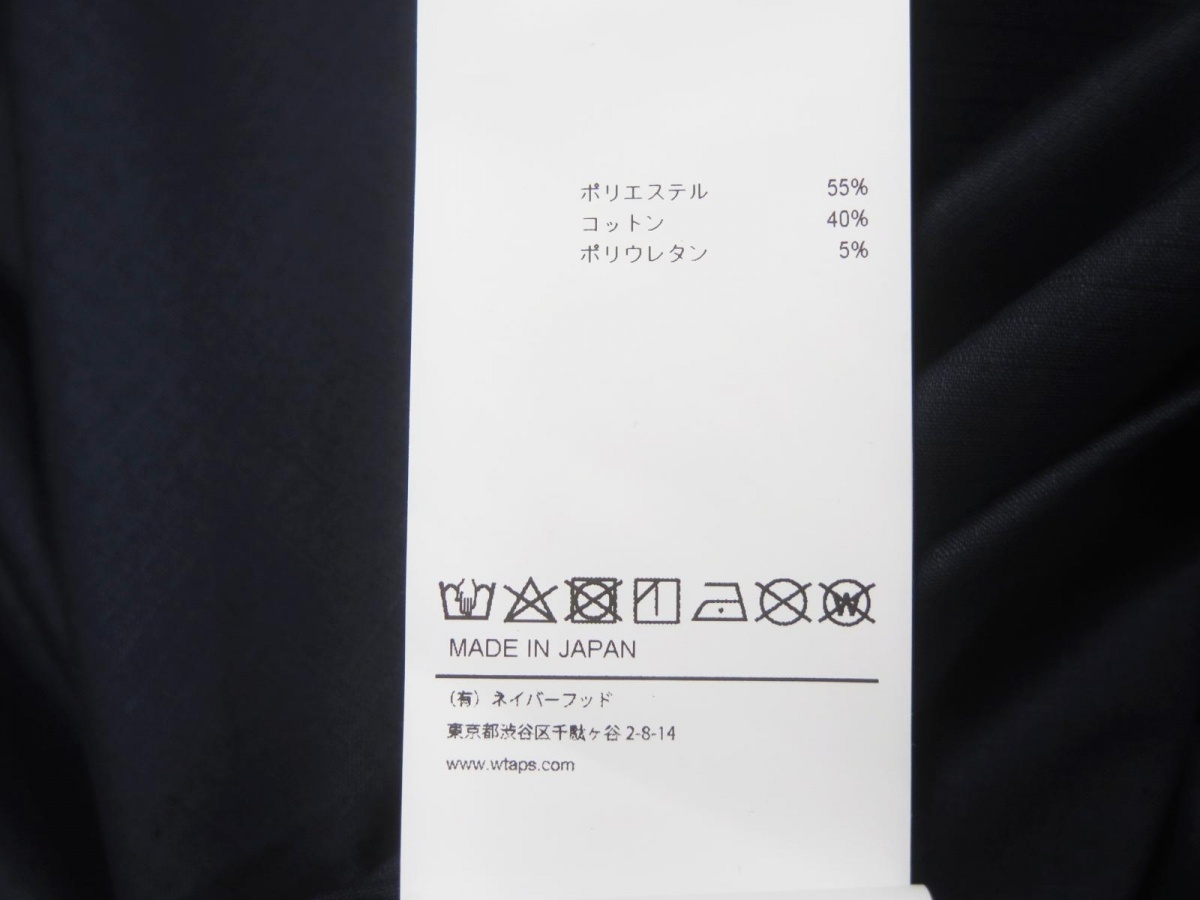 ポリエステル 55%
コットン 40%
ポリウレタン 5%
W
MADE IN JAPAN
(有) ネイバーフッド
東京都渋谷区千駄ヶ谷 2-8-14
www.wtaps.com